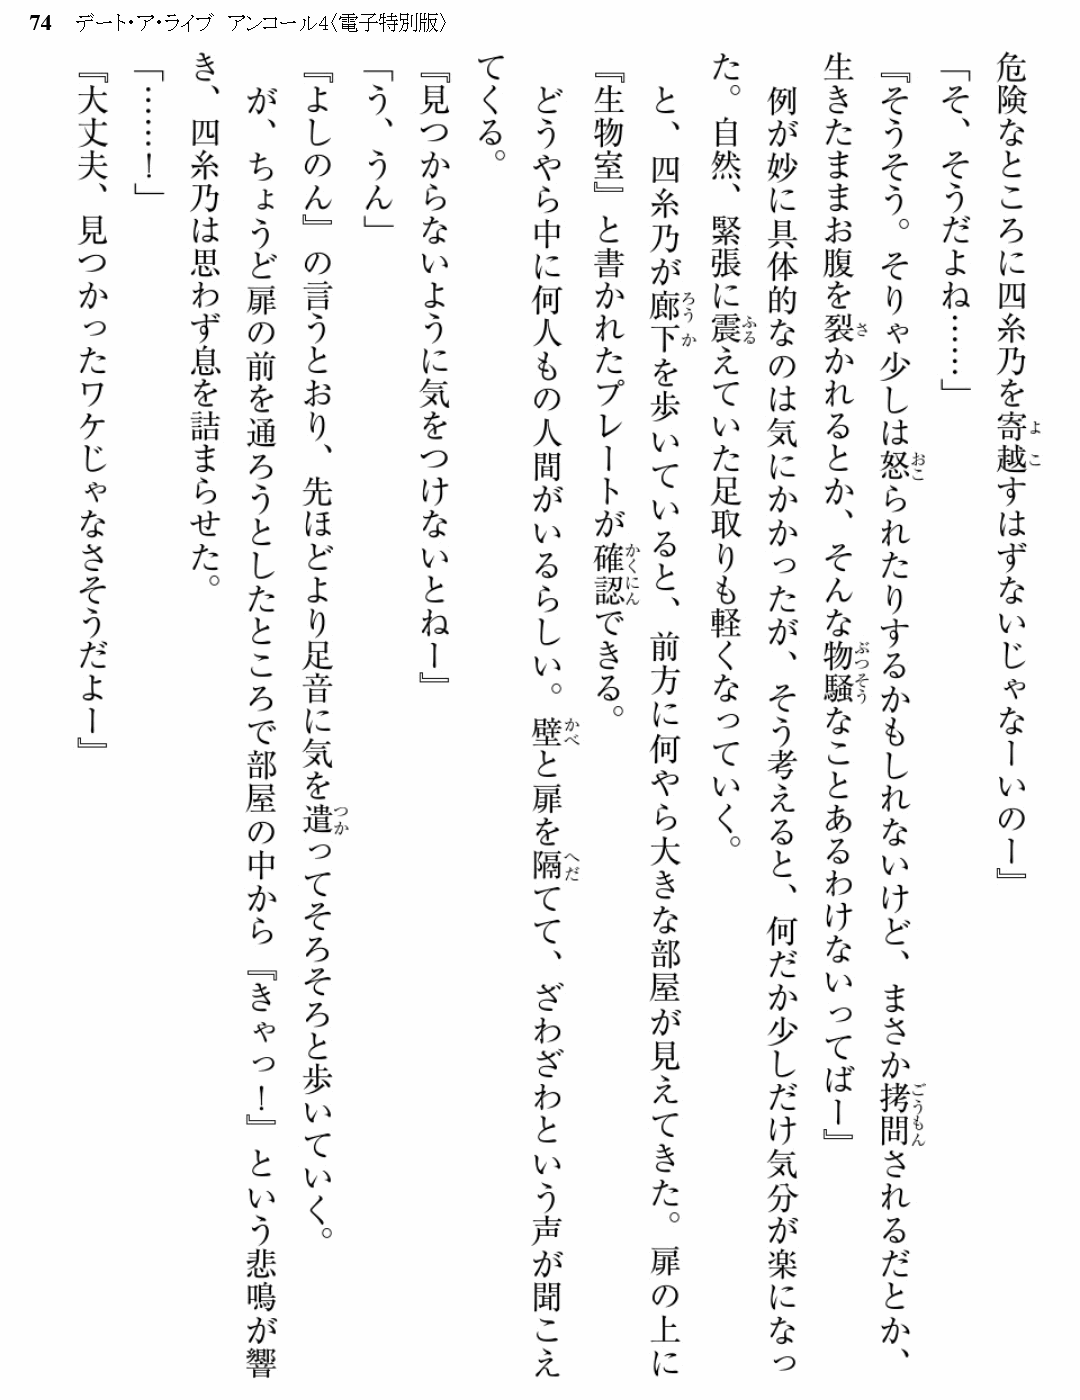 74　デート・ア・ライブ　アンコール4〈電子特別版〉
危険なところに四糸乃を寄越すはずないじゃなーいのー』
「そ、そうだよね……」
『そうそう。そりゃ少しは怒られたりするかもしれないけど、まさか拷問されるだとか、
生きたままお腹を裂かれるとか、そんな物騒なことあるわけないってばー』
　例が妙に具体的なのは気にかかったが、そう考えると、何だか少しだけ気分が楽になっ
た。自然、緊張に震えていた足取りも軽くなっていく。
　と、四糸乃が廊下を歩いていると、前方に何やら大きな部屋が見えてきた。扉の上に
『生物室』と書かれたプレートが確認できる。
　どうやら中に何人もの人間がいるらしい。壁と扉を隔てて、ざわざわという声が聞こえ
てくる。
『見つからないように気をつけないとねー』
「う、うん」
『よしのん』の言うとおり、先ほどより足音に気を遣ってそろそろと歩いていく。
　が、ちょうど扉の前を通ろうとしたところで部屋の中から『きゃっ！』という悲鳴が響
き、四糸乃は思わず息を詰まらせた。
「……！」
『大丈夫、見つかったワケじゃなさそうだよー』